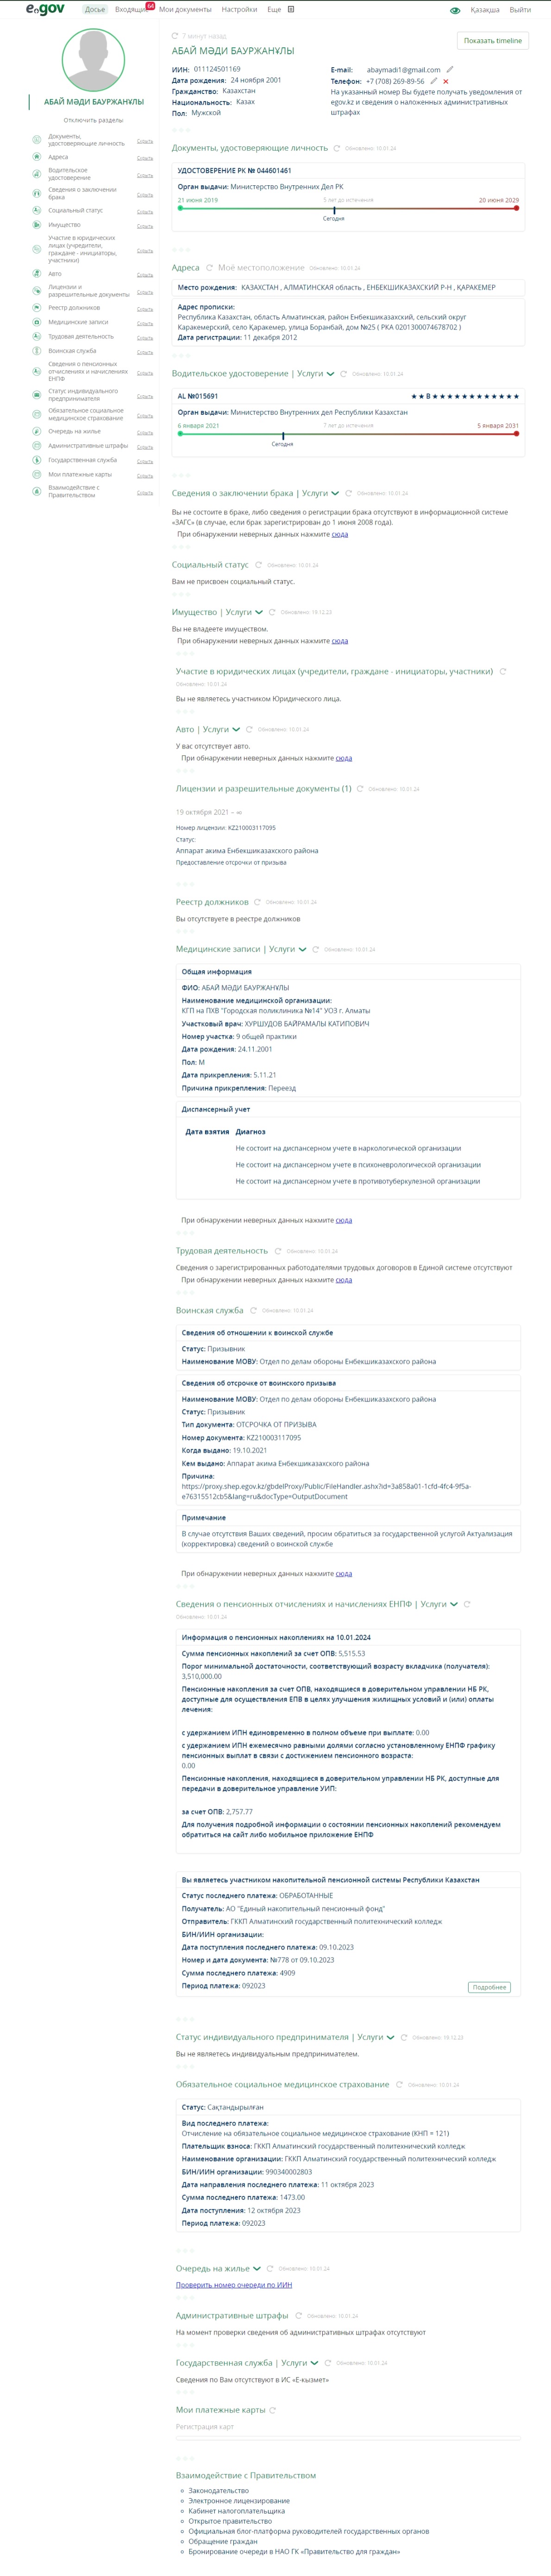 egov
Досье
Входящие
64
Мои документы
Настройки
Еще
Қазақша
Выйти
АБАЙ МӘДИ БАУРЖАНҰЛЫ
Отключить разделы
Документы, удостоверяющие личность
Скрыть
Адреса
Скрыть
Водительское удостоверение
Скрыть
Сведения о заключении брака
Скрыть
Социальный статус
Скрыть
Имущество
Скрыть
Участие в юридических лицах (учредители, граждане - инициаторы, участники)
Скрыть
Авто
Скрыть
Лицензии и разрешительные документы
Скрыть
Реестр должников
Скрыть
Медицинские записи
Скрыть
Трудовая деятельность
Скрыть
Воинская служба
Скрыть
Сведения о пенсионных отчислениях и начислениях ЕНПФ
Скрыть
Статус индивидуального предпринимателя
Скрыть
Обязательное социальное медицинское страхование
Скрыть
Очередь на жилье
Скрыть
Административные штрафы
Скрыть
Государственная служба
Скрыть
Мои платежные карты
Скрыть
Взаимодействие с Правительством
Скрыть
7 минут назад
Показать timeline
АБАЙ МӘДИ БАУРЖАНҰЛЫ
ИИН: 011124501169
Дата рождения: 24 ноября 2001
Гражданство: Казахстан
Национальность: Казах
Пол: Мужской
E-mail: abaymadi1@gmail.com
Телефон: +7 (708) 269-89-56
На указанный номер Вы будете получать уведомления от
egov.kz и сведения о наложенных административных
штрафах
Документы, удостоверяющие личность Обновлено: 10.01.24
УДОСТОВЕРЕНИЕ РК № 044601461
Орган выдачи: Министерство Внутренних Дел РК
21 июня 2019
5 лет до истечения
20 июня 2029
Сегодня
Адреса Моё местоположение Обновлено: 10.01.24
Место рождения: КАЗАХСТАН , АЛМАТИНСКАЯ область , ЕНБЕКШИКАЗАХСКИЙ Р-Н , ҚАРАКЕМЕР
Адрес прописки:
Республика Казахстан, область Алматинская, район Енбекшиказахский, сельский округ
Каракемерский, село Қаракемер, улица Боранбай, дом №25 ( РКА 0201300074678702 )
Дата регистрации: 11 декабря 2012
Водительское удостоверение | Услуги Обновлено: 10.01.24
AL №015691
★ ★ B ★ ★ ★ ★ ★ ★ ★ ★ ★ ★ ★ ★ ★
Орган выдачи: Министерство Внутренних дел Республики Казахстан
6 января 2021
7 лет до истечения
5 января 2031
Сегодня
Сведения о заключении брака | Услуги Обновлено: 10.01.24
Вы не состоите в браке, либо сведения о регистрации брака отсутствуют в информационной системе
«ЗАГС» (в случае, если брак зарегистрирован до 1 июня 2008 года).
При обнаружении неверных данных нажмите сюда
Социальный статус Обновлено: 10.01.24
Вам не присвоен социальный статус.
Имущество | Услуги Обновлено: 19.12.23
Вы не владеете имуществом.
При обнаружении неверных данных нажмите сюда
Участие в юридических лицах (учредители, граждане - инициаторы, участники)
Обновлено: 10.01.24
Вы не являетесь участником Юридического лица.
Авто | Услуги Обновлено: 10.01.24
У вас отсутствует авто.
При обнаружении неверных данных нажмите сюда
Лицензии и разрешительные документы (1) Обновлено: 10.01.24
19 октября 2021 – ∞
Номер лицензии: KZ210003117095
Статус:
Аппарат акима Енбекшиказахского района
Предоставление отсрочки от призыва
Реестр должников Обновлено: 10.01.24
Вы отсутствуете в реестре должников
Медицинские записи | Услуги Обновлено: 10.01.24
Общая информация
ФИО: АБАЙ МӘДИ БАУРЖАНҰЛЫ
Наименование медицинской организации:
КГП на ПХВ "Городская поликлиника №14" УОЗ г. Алматы
Участковый врач: ХУРШУДОВ БАЙРАМАЛЫ КАТИПОВИЧ
Номер участка: 9 общей практики
Дата рождения: 24.11.2001
Пол: М
Дата прикрепления: 5.11.21
Причина прикрепления: Переезд
Диспансерный учет
Дата взятия Диагноз
Не состоит на диспансерном учете в наркологической организации
Не состоит на диспансерном учете в психоневрологической организации
Не состоит на диспансерном учете в противотуберкулезной организации
При обнаружении неверных данных нажмите сюда
Трудовая деятельность Обновлено: 10.01.24
Сведения о зарегистрированных работодателями трудовых договоров в Единой системе отсутствуют
При обнаружении неверных данных нажмите сюда
Воинская служба Обновлено: 10.01.24
Сведения об отношении к воинской службе
Статус: Призывник
Наименование МОВУ: Отдел по делам обороны Енбекшиказахского района
Сведения об отсрочке от воинского призыва
Наименование МОВУ: Отдел по делам обороны Енбекшиказахского района
Статус: Призывник
Тип документа: ОТСРОЧКА ОТ ПРИЗЫВА
Номер документа: KZ210003117095
Когда выдано: 19.10.2021
Кем выдано: Аппарат акима Енбекшиказахского района
Причина:
https://proxy.shep.egov.kz/gbdelProxy/Public/FileHandler.ashx?id=3a858a01-1cfd-4fc4-9f5a-
e76315512cb5&lang=ru&docType=OutputDocument
Примечание
В случае отсутствия Ваших сведений, просим обратиться за государственной услугой Актуализация
(корректировка) сведений о воинской службе
При обнаружении неверных данных нажмите сюда
Сведения о пенсионных отчислениях и начислениях ЕНПФ | Услуги
Обновлено: 10.01.24
Информация о пенсионных накоплениях на 10.01.2024
Сумма пенсионных накоплений за счет ОПВ: 5,515.53
Порог минимальной достаточности, соответствующий возрасту вкладчика (получателя):
3,510,000.00
Пенсионные накопления за счет ОПВ, находящиеся в доверительном управлении НБ РК,
доступные для осуществления ЕПВ в целях улучшения жилищных условий и (или) оплаты
лечения:
с удержанием ИПН единовременно в полном объеме при выплате: 0.00
с удержанием ИПН ежемесячно равными долями согласно установленному ЕНПФ графику
пенсионных выплат в связи с достижением пенсионного возраста:
0.00
Пенсионные накопления, находящиеся в доверительном управлении НБ РК, доступные для
передачи в доверительное управление УИП:
за счет ОПВ: 2,757.77
Для получения подробной информации о состоянии пенсионных накоплений рекомендуем
обратиться на сайт либо мобильное приложение ЕНПФ
Вы являетесь участником накопительной пенсионной системы Республики Казахстан
Статус последнего платежа: ОБРАБОТАННЫЕ
Получатель: АО "Единый накопительный пенсионный фонд"
Отправитель: ГККП Алматинский государственный политехнический колледж
БИН/ИИН организации:
Дата поступления последнего платежа: 09.10.2023
Номер и дата документа: №778 от 09.10.2023
Сумма последнего платежа: 4909
Период платежа: 092023
Подробнее
Статус индивидуального предпринимателя | Услуги Обновлено: 19.12.23
Вы не являетесь индивидуальным предпринимателем.
Обязательное социальное медицинское страхование Обновлено: 10.01.24
Статус: Сақтандырылған
Вид последнего платежа:
Отчисление на обязательное социальное медицинское страхование (КНП = 121)
Плательщик взноса: ГККП Алматинский государственный политехнический колледж
Наименование организации: ГККП Алматинский государственный политехнический колледж
БИН/ИИН организации: 990340002803
Дата направления последнего платежа: 11 октября 2023
Сумма последнего платежа: 1473.00
Дата поступления: 12 октября 2023
Период платежа: 092023
Очередь на жилье Обновлено: 10.01.24
Проверить номер очереди по ИИН
Административные штрафы Обновлено: 10.01.24
На момент проверки сведения об административных штрафах отсутствуют
Государственная служба | Услуги Обновлено: 10.01.24
Сведения по Вам отсутствуют в ИС «Е-кызмет»
Мои платежные карты
Регистрация карт
Взаимодействие с Правительством
Законодательство
Электронное лицензирование
Кабинет налогоплательщика
Открытое правительство
Официальная блог-платформа руководителей государственных органов
Обращение граждан
Бронирование очереди в НАО ГК «Правительство для граждан»